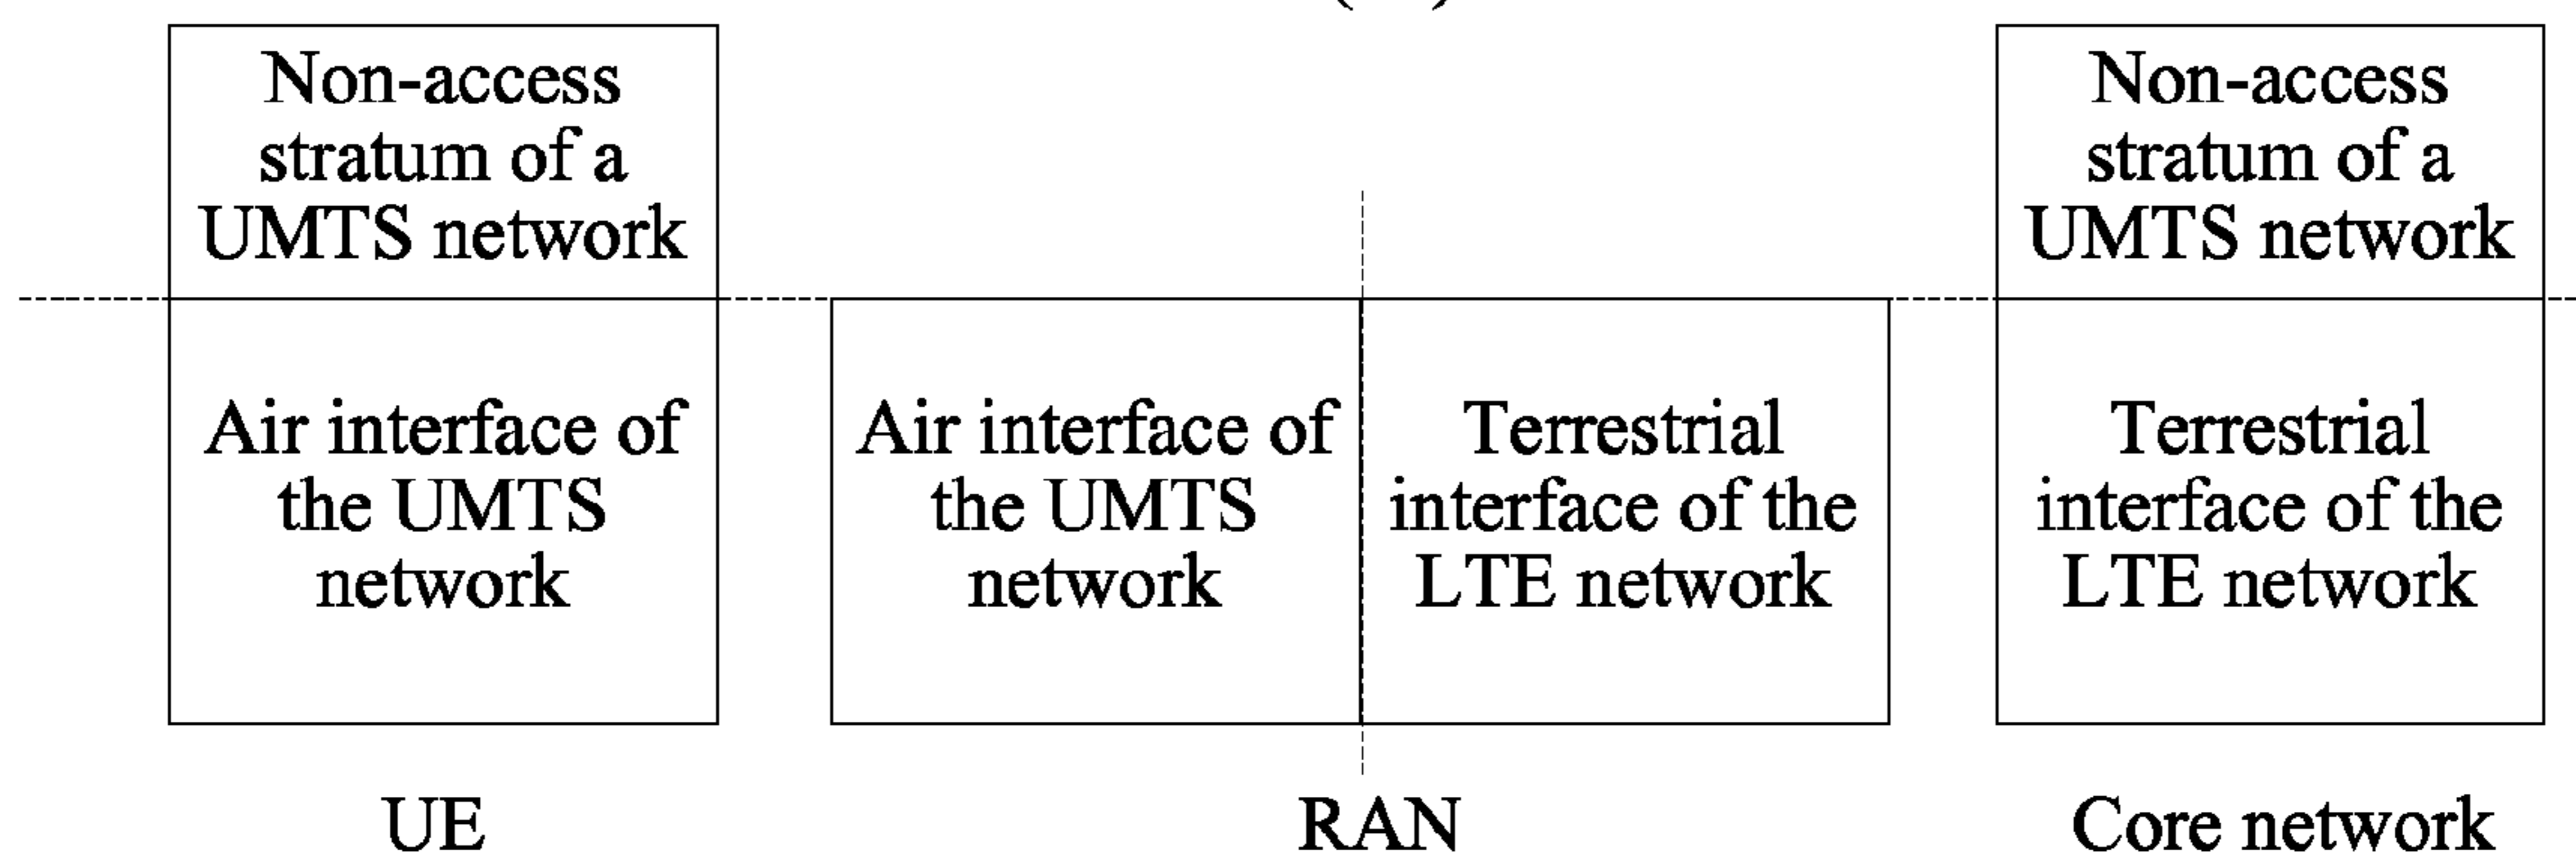 Non-access
stratum of a
UMTS network
Non-access
stratum of a
UMTS network
Air interface of
the UMTS
network
Air interface of
the UMTS
network
Terrestrial
interface of the
LTE network
Terrestrial
interface of the
LTE network
UE
RAN
Core network